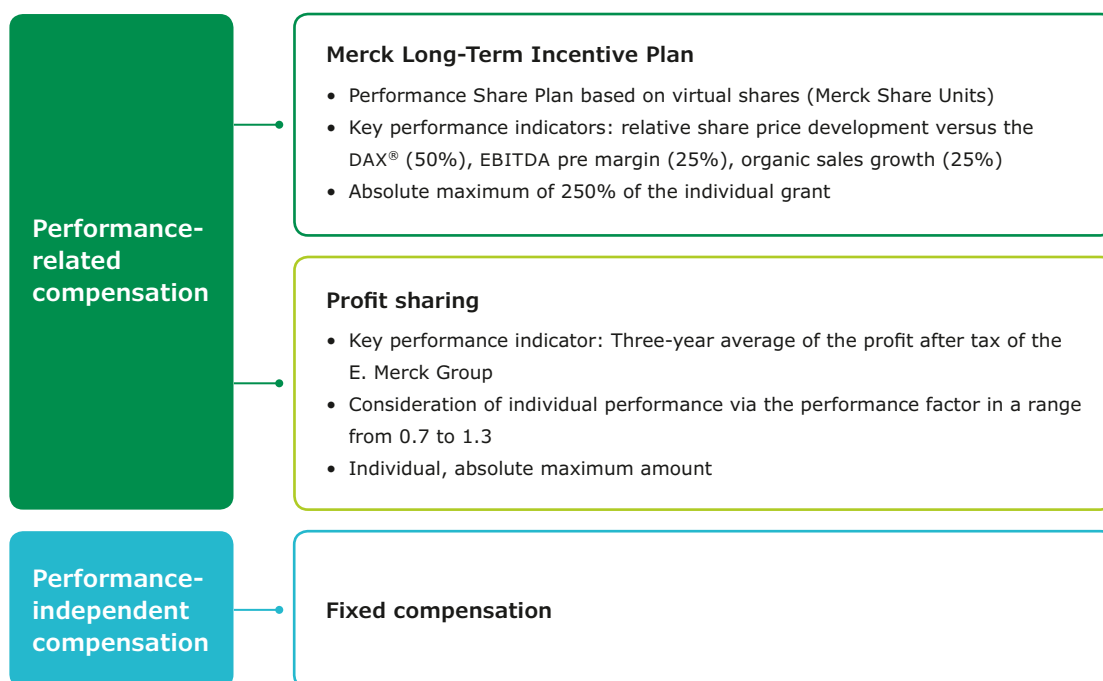 Performance-
related
compensation
Merck Long-Term Incentive Plan
• Performance Share Plan based on virtual shares (Merck Share Units)
• Key performance indicators: relative share price development versus the
DAX® (50%), EBITDA pre margin (25%), organic sales growth (25%)
• Absolute maximum of 250% of the individual grant
Profit sharing
• Key performance indicator: Three-year average of the profit after tax of the
E. Merck Group
• Consideration of individual performance via the performance factor in a range
from 0.7 to 1.3
• Individual, absolute maximum amount
Performance-
independent
compensation
Fixed compensation